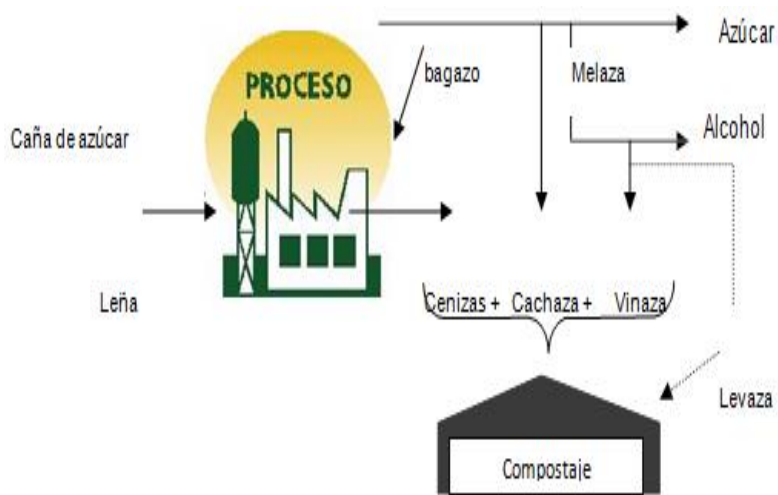 Azúcar
bagazo
Melaza
PROCESO
Alcohol
Caña de azúcar
Leña
Cenizas + Cachaza + Vinaza
Levaza
Compostaje